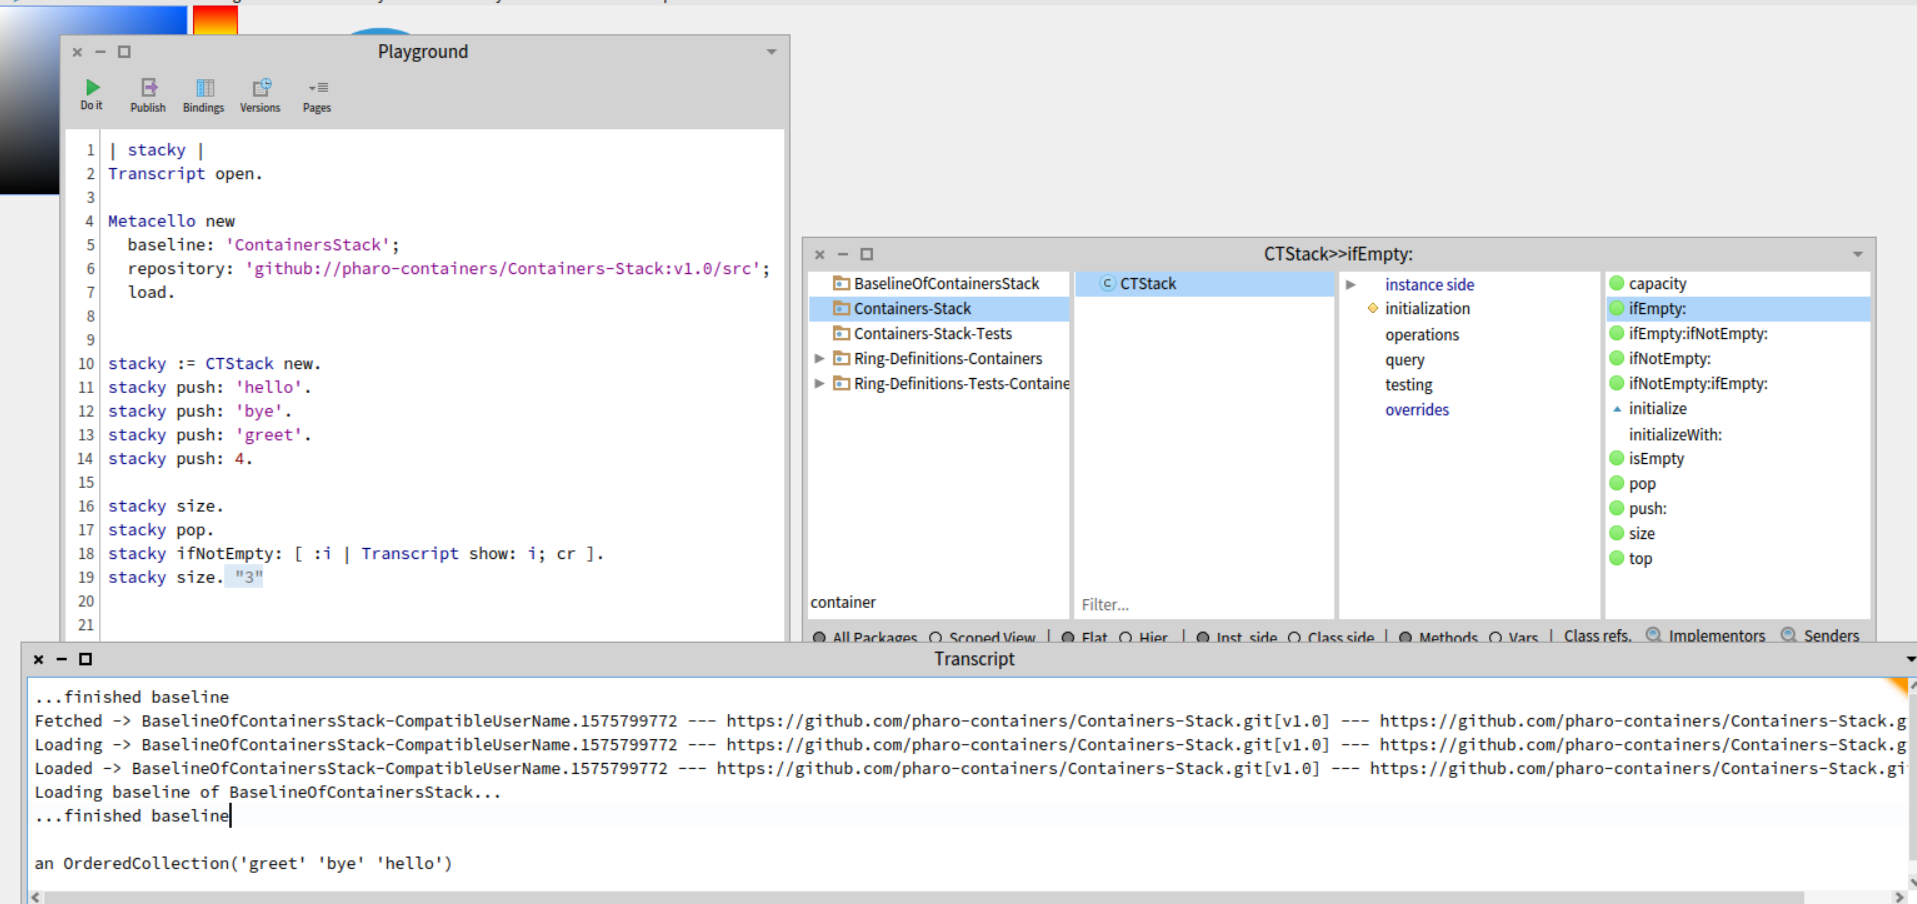 Playground
Do it
Publish
Bindings
Versions
Pages
1 | stacky |
2 Transcript open.
3
4 Metacello new
5   baseline: 'ContainersStack';
6   repository: 'github://pharo-containers/Containers-Stack:v1.0/src';
7   load.
8
9
10 stacky := CTStack new.
11 stacky push: 'hello'.
12 stacky push: 'bye'.
13 stacky push: 'greet'.
14 stacky push: 4.
15
16 stacky size.
17 stacky pop.
18 stacky ifNotEmpty: [ :i | Transcript show: i; cr ].
19 stacky size. "3"
20
21
CTStack>>ifEmpty:
BaselineOfContainersStack
Containers-Stack
Containers-Stack-Tests
Ring-Definitions-Containers
Ring-Definitions-Tests-Containe
container
C CTStack
Filter...
instance side
initialization
operations
query
testing
overrides
capacity
ifEmpty:
ifEmpty:ifNotEmpty:
ifNotEmpty:
ifNotEmpty:ifEmpty:
initialize
initializeWith:
isEmpty
pop
push:
size
top
All Packages Scoped View | Flat Hier. | Inst. side Class side | Methods Vars | Class refs. Implementors Senders
Transcript
...finished baseline
Fetched -> BaselineOfContainersStack-CompatibleUserName.1575799772 --- https://github.com/pharo-containers/Containers-Stack.git[v1.0] --- https://github.com/pharo-containers/Containers-Stack.g
Loading -> BaselineOfContainersStack-CompatibleUserName.1575799772 --- https://github.com/pharo-containers/Containers-Stack.git[v1.0] --- https://github.com/pharo-containers/Containers-Stack.g
Loaded -> BaselineOfContainersStack-CompatibleUserName.1575799772 --- https://github.com/pharo-containers/Containers-Stack.git[v1.0] --- https://github.com/pharo-containers/Containers-Stack.gi
Loading baseline of BaselineOfContainersStack...
...finished baseline
an OrderedCollection('greet' 'bye' 'hello')